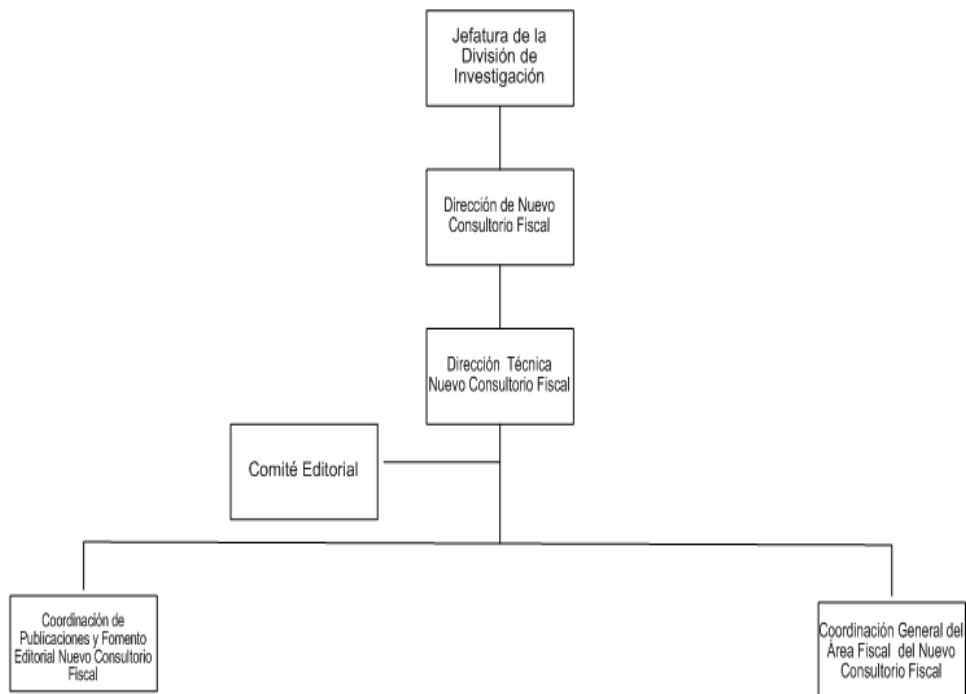 Jefatura de la
División de
Investigación
Dirección de Nuevo
Consultorio Fiscal
Dirección Técnica
Nuevo Consultorio Fiscal
Comité Editorial
Coordinación de
Publicaciones y Fomento
Editorial Nuevo Consultorio
Fiscal
Coordinación General del
Área Fiscal del Nuevo
Consultorio Fiscal